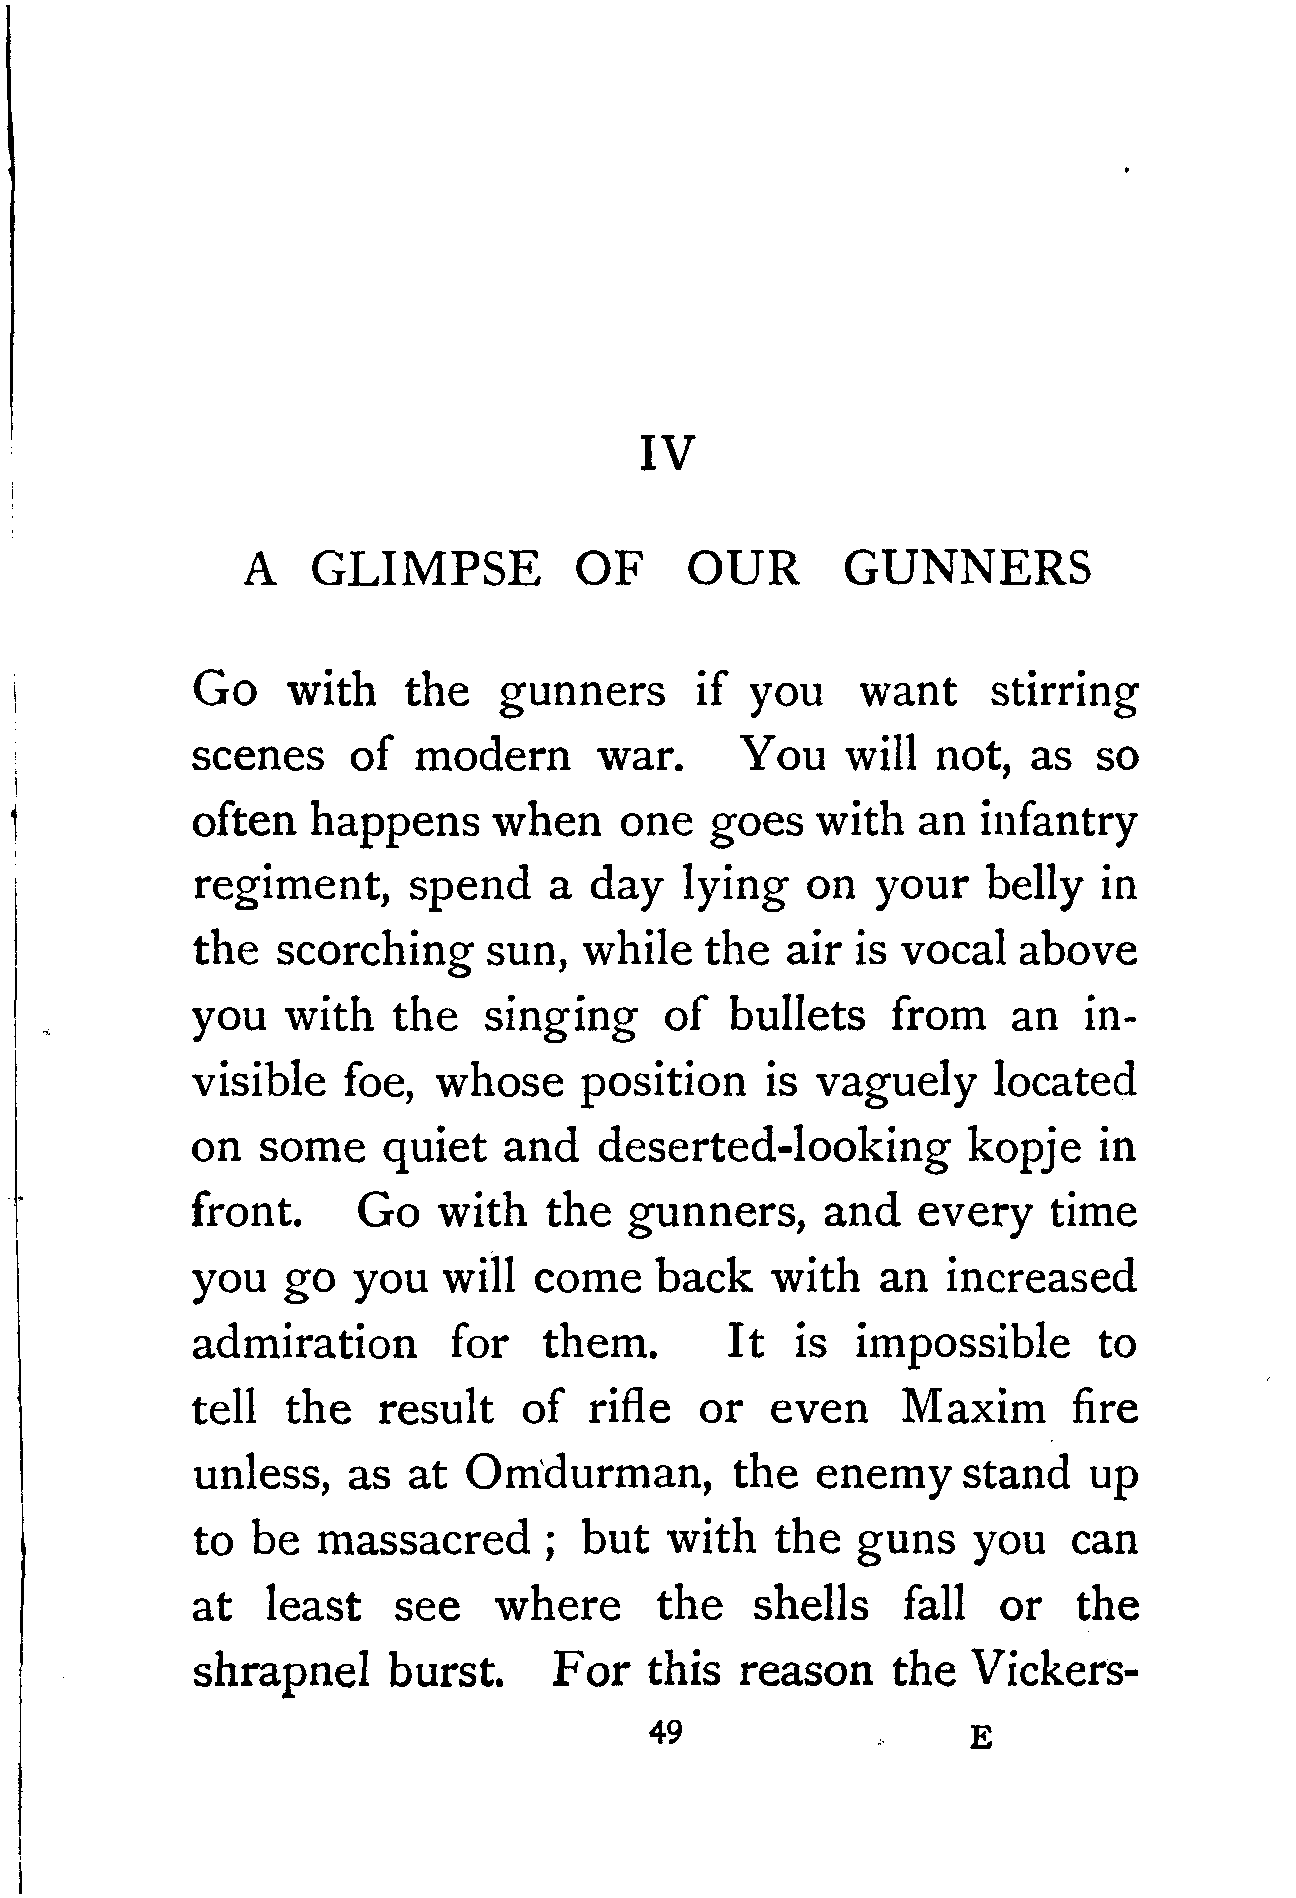 IV
A GLIMPSE OF OUR GUNNERS
Go with the gunners if you want stirring
scenes of modern war. You will not, as so
often happens when one goes with an infantry
regiment, spend a day lying on your belly in
the scorching sun, while the air is vocal above
you with the singing of bullets from an in-
visible foe, whose position is vaguely located
on some quiet and deserted-looking kopje in
front. Go with the gunners, and every time
you go you will come back with an increased
admiration for them. It is impossible to
tell the result of rifle or even Maxim fire
unless, as at Omdurman, the enemy stand up
to be massacred ; but with the guns you can
at least see where the shells fall or the
shrapnel burst. For this reason the Vickers-
49 E